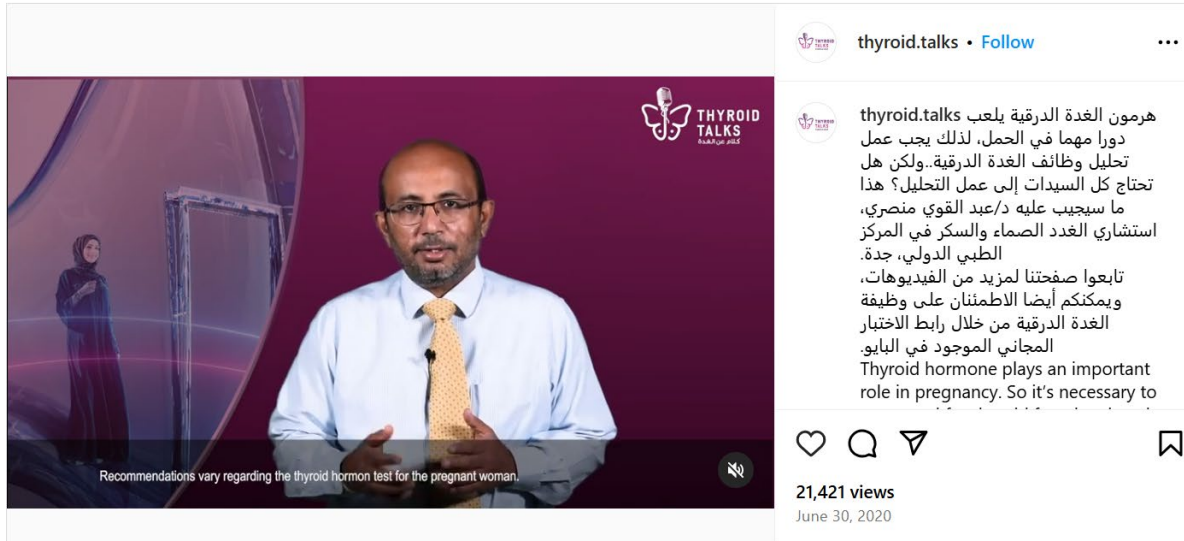 THYROID
TALKS
كلام عن الغدة
Recommendations vary regarding the thyroid hormon test for the pregnant woman.
thyroid.talks • Follow
thyroid.talks هرمون الغدة الدرقية يلعب
دورا مهما في الحمل، لذلك يجب عمل
تحليل وظائف الغدة الدرقية..ولكن هل
تحتاج كل السيدات إلى عمل التحليل؟ هذا
ما سيجيب عليه د/عبد القوي منصري،
استشاري الغدد الصماء والسكر في المركز
الطبي الدولي، جدة.
تابعوا صفحتنا لمزيد من الفيديوهات،
ويمكنكم أيضا الاطمئنان على وظيفة
الغدة الدرقية من خلال رابط الاختبار
المجاني الموجود في البايو.
Thyroid hormone plays an important
role in pregnancy. So it's necessary to
21,421 views
June 30, 2020